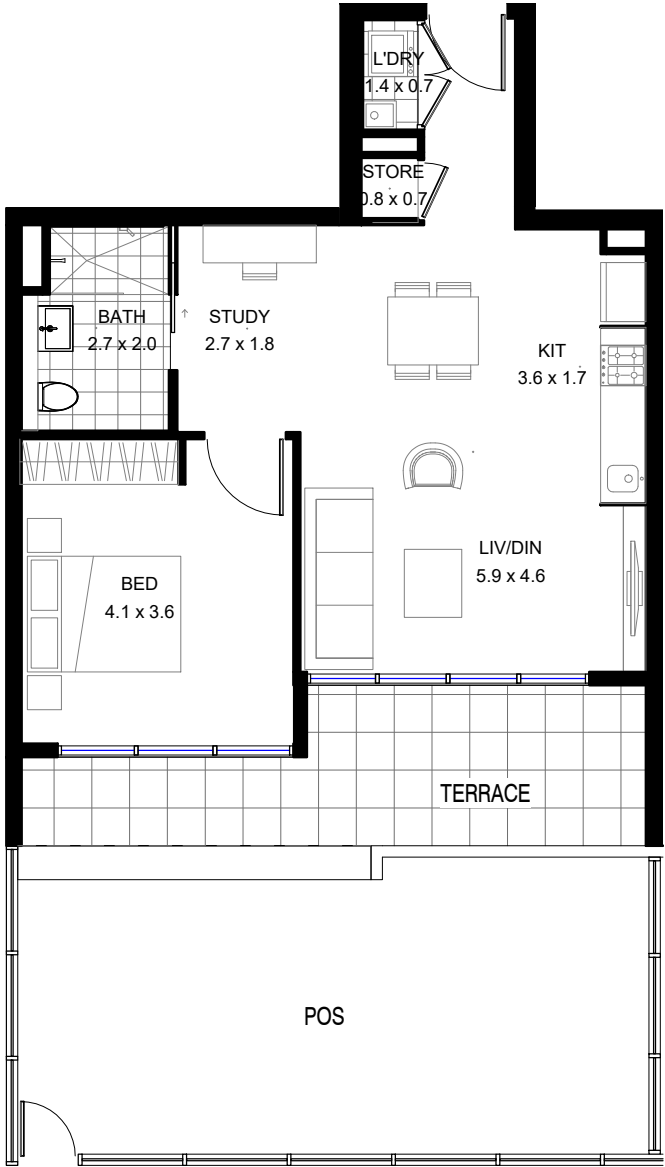 L'DRY
1.4 x 0.7
STORE
0.8 x 0.7
BATH
2.7 x 2.0
STUDY
2.7 x 1.8
KIT
3.6 x 1.7
LIV/DIN
5.9 x 4.6
BED
4.1 x 3.6
TERRACE
POS